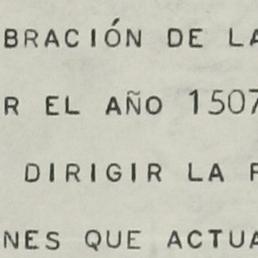 BRACIÓN DE LA
R EL AÑO 1507
DIRIGIR LA F
NES QUE ACTUA